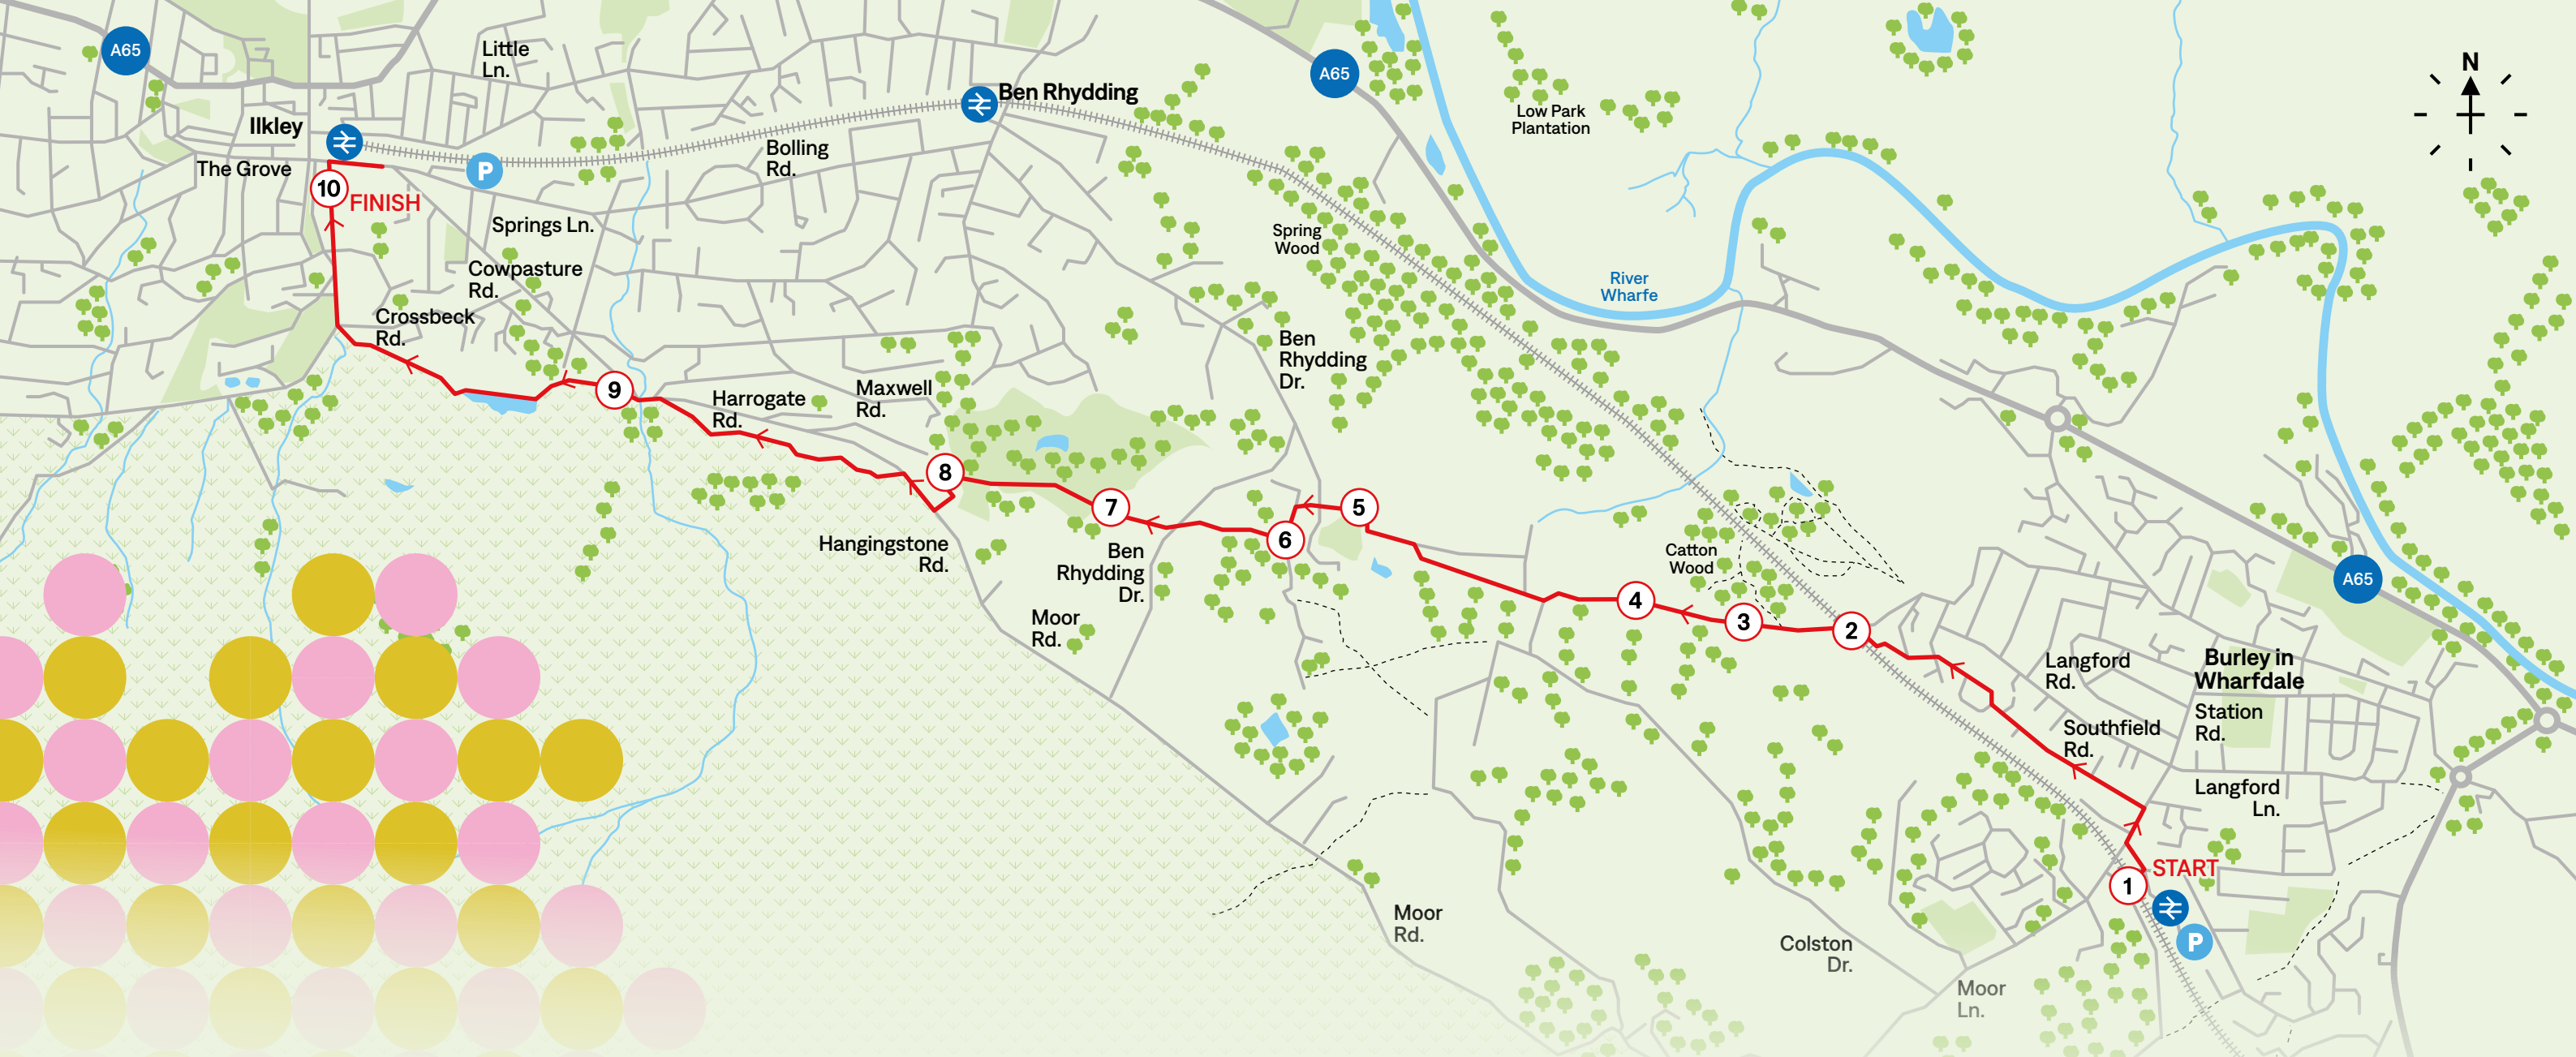 A65
Little
Ln.
Ilkley
The Grove
P
10
FINISH
Springs Ln.
Cowpasture
Rd.
Crossbeck
Rd.
Ben Rhydding
Bolling
Rd.
A65
Low Park
Plantation
N
Spring
Wood
River
Wharfe
Ben
Rhydding
Dr.
9
Harrogate
Rd.
Maxwell
Rd.
8
7
6
5
Hangingstone
Rd.
Ben
Rhydding
Dr.
Moor
Rd.
Catton
Wood
4
3
2
A65
Langford
Rd.
Burley in
Wharfdale
Station
Rd.
Southfield
Rd.
Langford
Ln.
START
1
P
Moor
Rd.
Colston
Dr.
Moor
Ln.